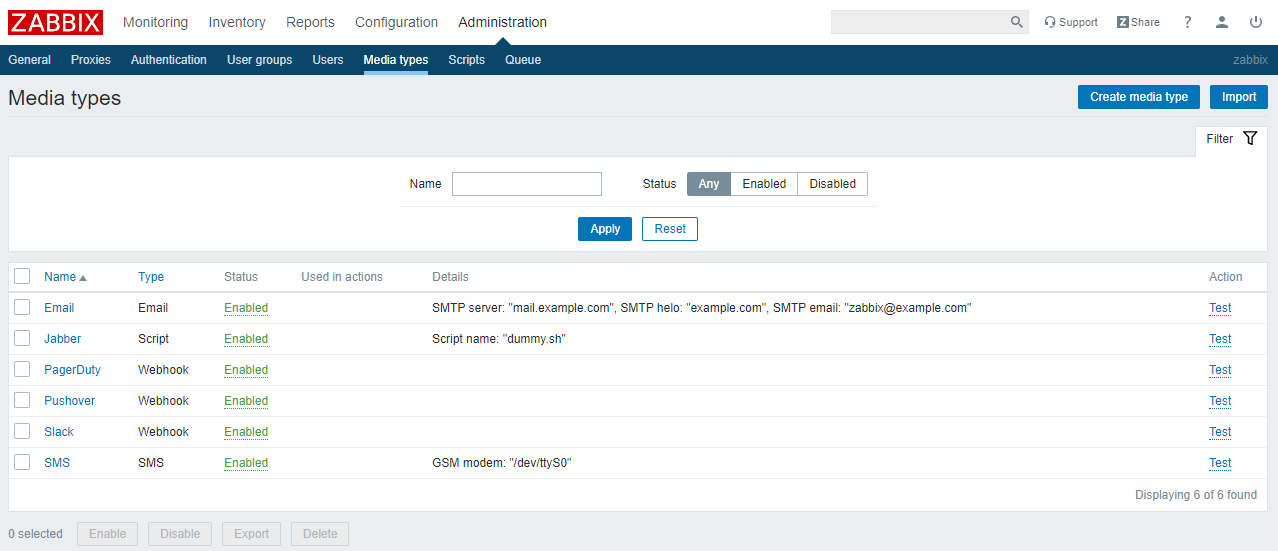 ZABBIX Monitoring Inventory Reports Configuration Administration Support Z Share ?
General Proxies Authentication User groups Users Media types Scripts Queue zabbix
Media types Create media type Import
Filter
Name Status Any Enabled Disabled
Apply Reset
Name Type Status Used in actions Details Action
Email Email Enabled SMTP server: "mail.example.com", SMTP helo: "example.com", SMTP email: "zabbix@example.com" Test
Jabber Script Enabled Script name: "dummy.sh" Test
PagerDuty Webhook Enabled Test
Pushover Webhook Enabled Test
Slack Webhook Enabled Test
SMS SMS Enabled GSM modem: "/dev/ttyS0" Test
Displaying 6 of 6 found
0 selected Enable Disable Export Delete